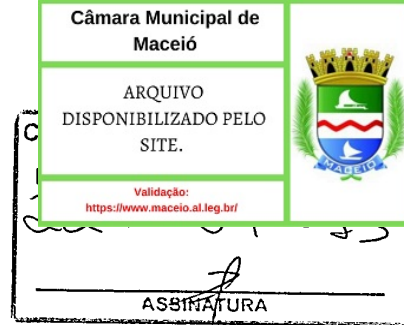 Câmara Municipal de
Maceió
ARQUIVO
DISPONIBILIZADO PELO
SITE.
Validação:
https://www.maceio.al.leg.br/
MACEIÓ
ASSINATURA